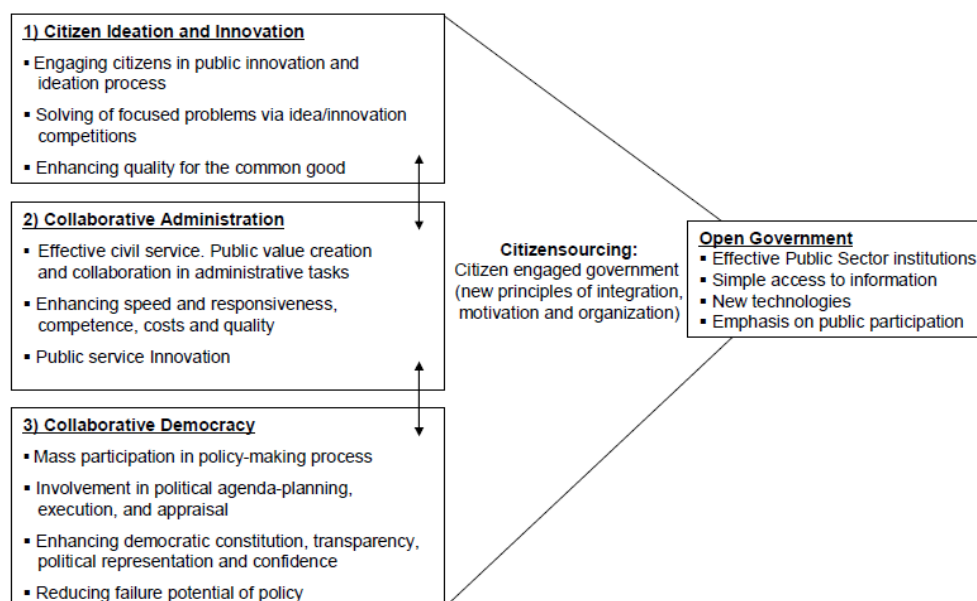 1) Citizen Ideation and Innovation
▪ Engaging citizens in public innovation and
ideation process
▪ Solving of focused problems via idea/innovation
competitions
▪ Enhancing quality for the common good
2) Collaborative Administration
▪ Effective civil service. Public value creation
and collaboration in administrative tasks
▪ Enhancing speed and responsiveness,
competence, costs and quality
▪ Public service Innovation
3) Collaborative Democracy
▪ Mass participation in policy-making process
▪ Involvement in political agenda-planning,
execution, and appraisal
▪ Enhancing democratic constitution, transparency,
political representation and confidence
▪ Reducing failure potential of policy
Citizensourcing:
Citizen engaged government
(new principles of integration,
motivation and organization)
Open Government
▪ Effective Public Sector institutions
▪ Simple access to information
▪ New technologies
▪ Emphasis on public participation